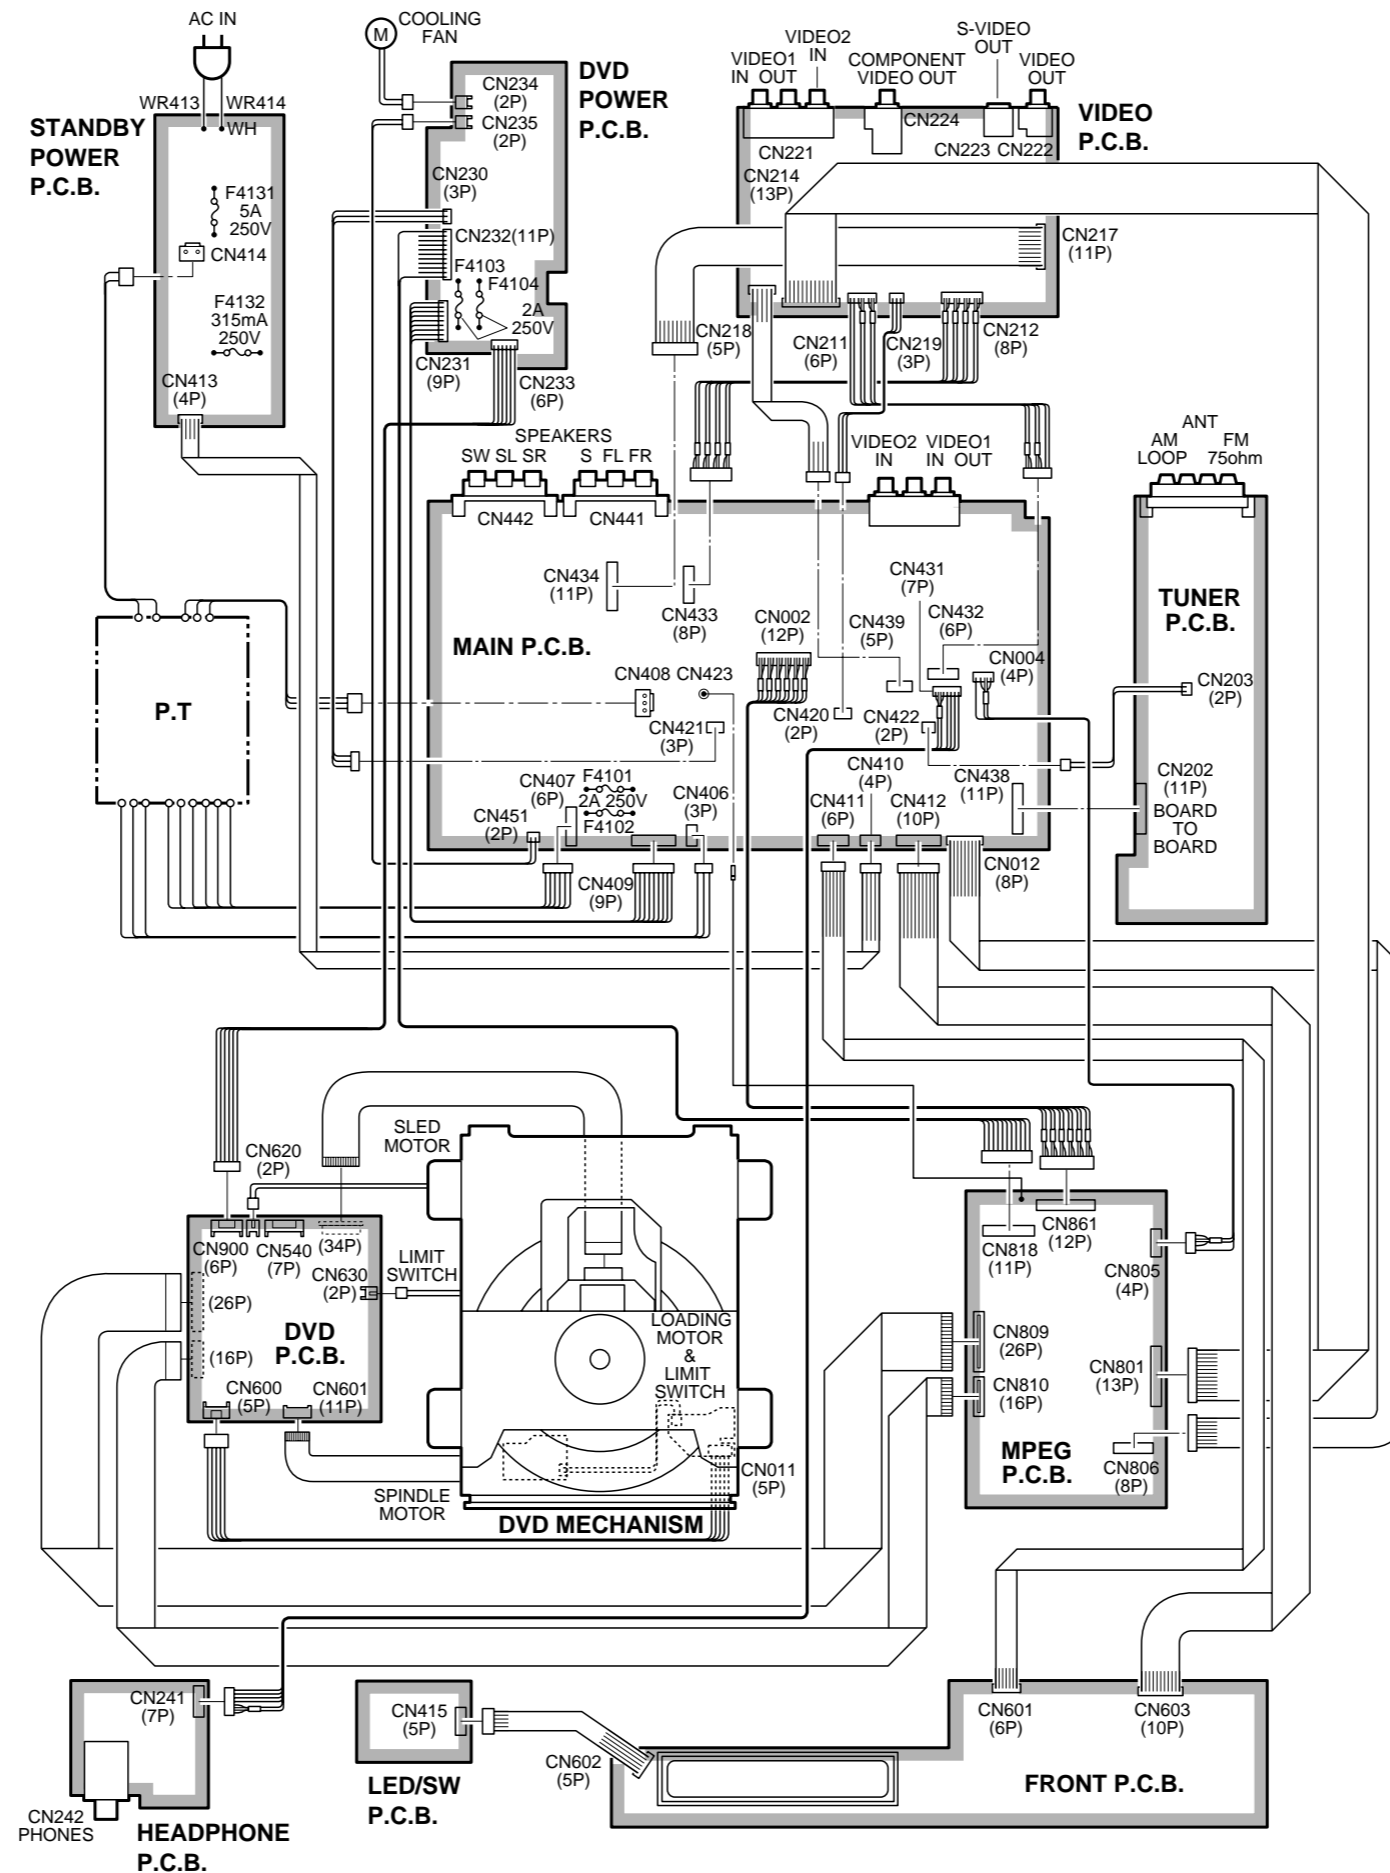 AC IN
WR413 WR414
WH
STANDBY
POWER
P.C.B.
F4131
5A
250V
CN414
F4132
315mA
250V
CN413
(4P)
M
COOLING
FAN
CN234
(2P)
CN235
(2P)
DVD
POWER
P.C.B.
CN230
(3P)
CN232(11P)
F4103
F4104
2A
250V
CN231
(9P)
CN233
(6P)
VIDEO1
IN OUT
VIDEO2
IN
COMPONENT
VIDEO OUT
S-VIDEO
OUT
VIDEO
OUT
VIDEO
P.C.B.
CN224
CN221
CN223 CN222
CN214
(13P)
CN217
(11P)
CN218
(5P)
CN211
(6P)
CN219
(3P)
CN212
(8P)
SPEAKERS
SW SL SR
S FL FR
CN442
CN441
VIDEO2
IN
VIDEO1
IN OUT
ANT
AM
LOOP
FM
75ohm
CN434
(11P)
CN433
(8P)
CN002
(12P)
CN439
(5P)
CN431
(7P)
CN432
(6P)
CN004
(4P)
MAIN P.C.B.
CN408
CN423
CN421
(3P)
CN420
(2P)
CN422
(2P)
CN407
(6P)
F4101
2A 250V
F4102
CN406
(3P)
CN451
(2P)
CN410
(4P)
CN411
(6P)
CN412
(10P)
CN438
(11P)
CN409
(9P)
CN012
(8P)
TUNER
P.C.B.
CN203
(2P)
CN202
(11P)
BOARD
TO
BOARD
P.T
SLED
MOTOR
CN620
(2P)
CN900
(6P)
CN540
(7P)
(34P)
CN630
(2P)
LIMIT
SWITCH
(26P)
(16P)
DVD
P.C.B.
CN600
(5P)
CN601
(11P)
SPINDLE
MOTOR
LOADING
MOTOR
&
LIMIT
SWITCH
CN011
(5P)
DVD MECHANISM
CN818
(11P)
CN861
(12P)
CN805
(4P)
CN809
(26P)
CN810
(16P)
CN801
(13P)
CN806
(8P)
MPEG
P.C.B.
CN241
(7P)
CN242
PHONES
HEADPHONE
P.C.B.
CN415
(5P)
LED/SW
P.C.B.
CN602
(5P)
CN601
(6P)
CN603
(10P)
FRONT P.C.B.